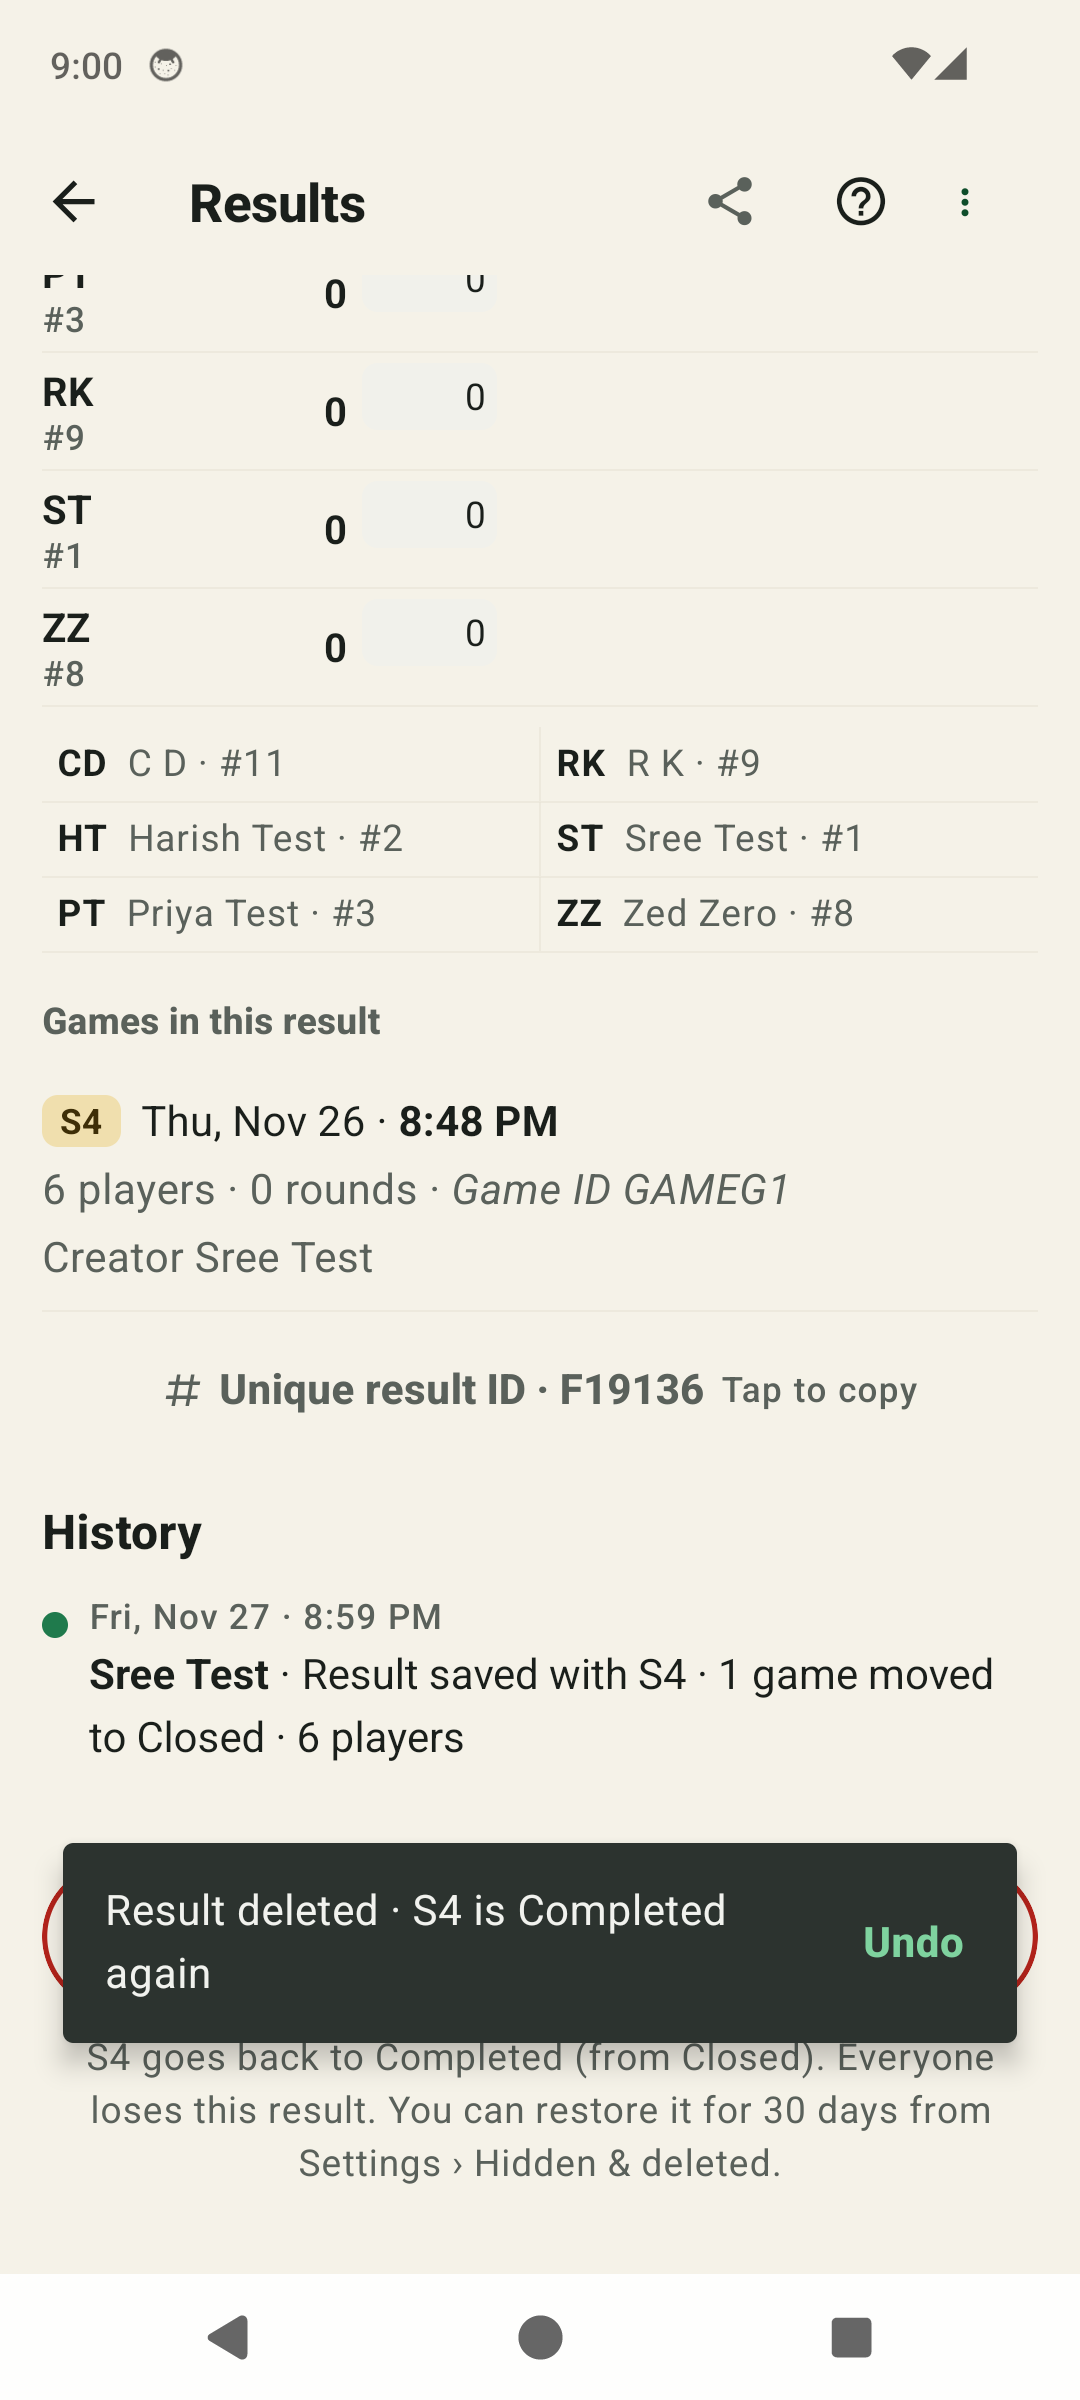 9:00
Results
PT
0 0
#3
RK
0 0
#9
ST
0 0
#1
ZZ
0 0
#8
CD C D · #11 RK R K · #9
HT Harish Test · #2 ST Sree Test · #1
PT Priya Test · #3 ZZ Zed Zero · #8
Games in this result
S4 Thu, Nov 26 · 8:48 PM
6 players · 0 rounds · Game ID GAMEG1
Creator Sree Test
# Unique result ID · F19136 Tap to copy
History
Fri, Nov 27 · 8:59 PM
Sree Test · Result saved with S4 · 1 game moved
to Closed · 6 players
Result deleted · S4 is Completed
again
Undo
S4 goes back to Completed (from Closed). Everyone
loses this result. You can restore it for 30 days from
Settings › Hidden & deleted.